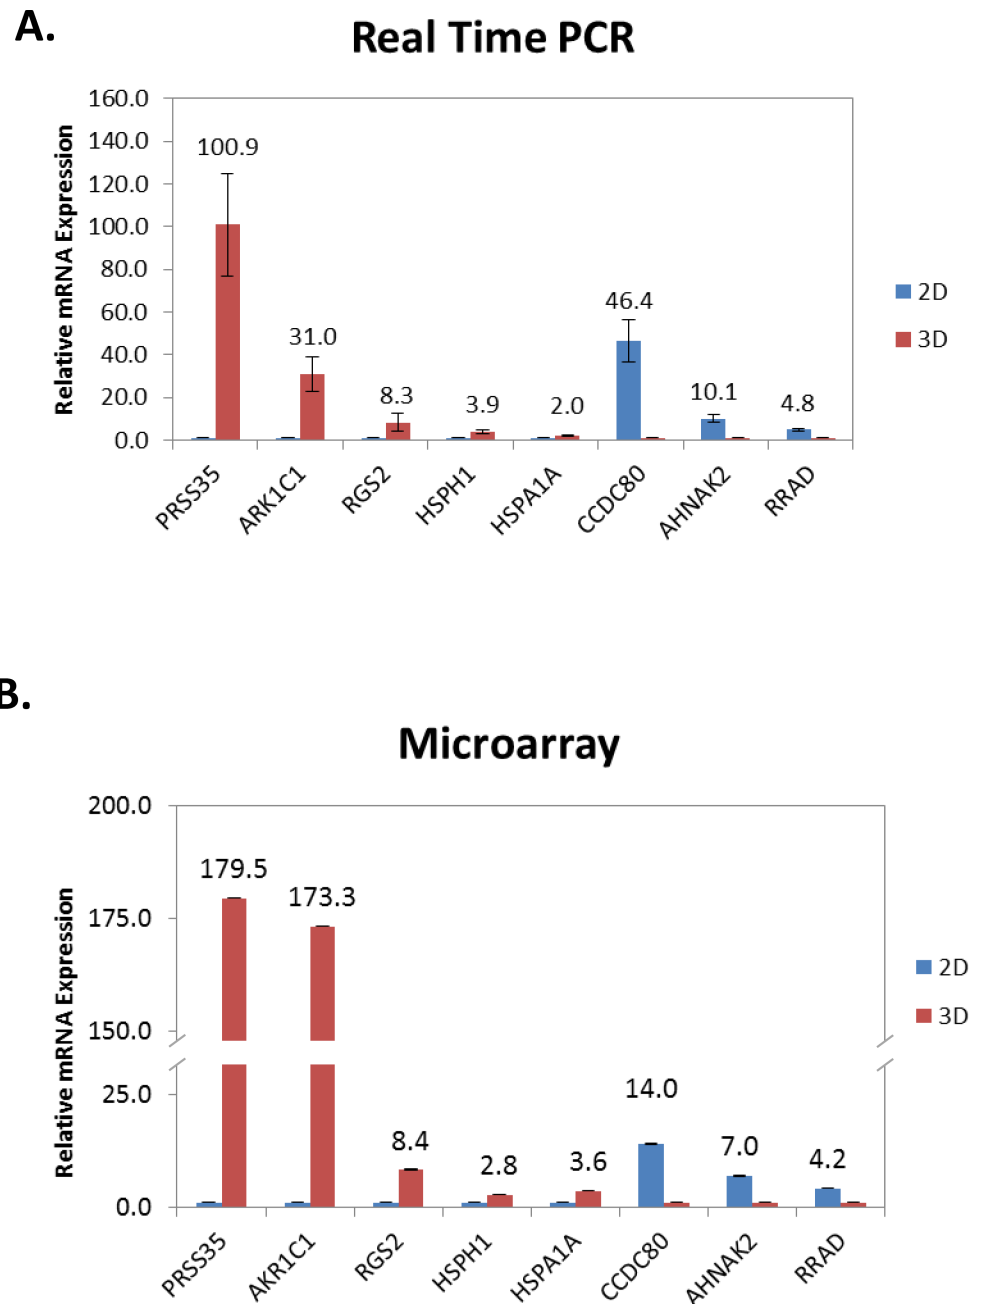 A.
Real Time PCR
Relative mRNA Expression
160.0
140.0
120.0
100.0
80.0
60.0
40.0
20.0
0.0
100.9
31.0
8.3
3.9
2.0
46.4
10.1
4.8
PRSS35
ARK1C1
RGS2
HSPH1
HSPA1A
CCDC80
AHNAK2
RRAD
2D
3D
B.
Microarray
Relative mRNA Expression
200.0
175.0
150.0
25.0
0.0
179.5
173.3
8.4
2.8
3.6
14.0
7.0
4.2
PRSS35
AKR1C1
RGS2
HSPH1
HSPA1A
CCDC80
AHNAK2
RRAD
2D
3D